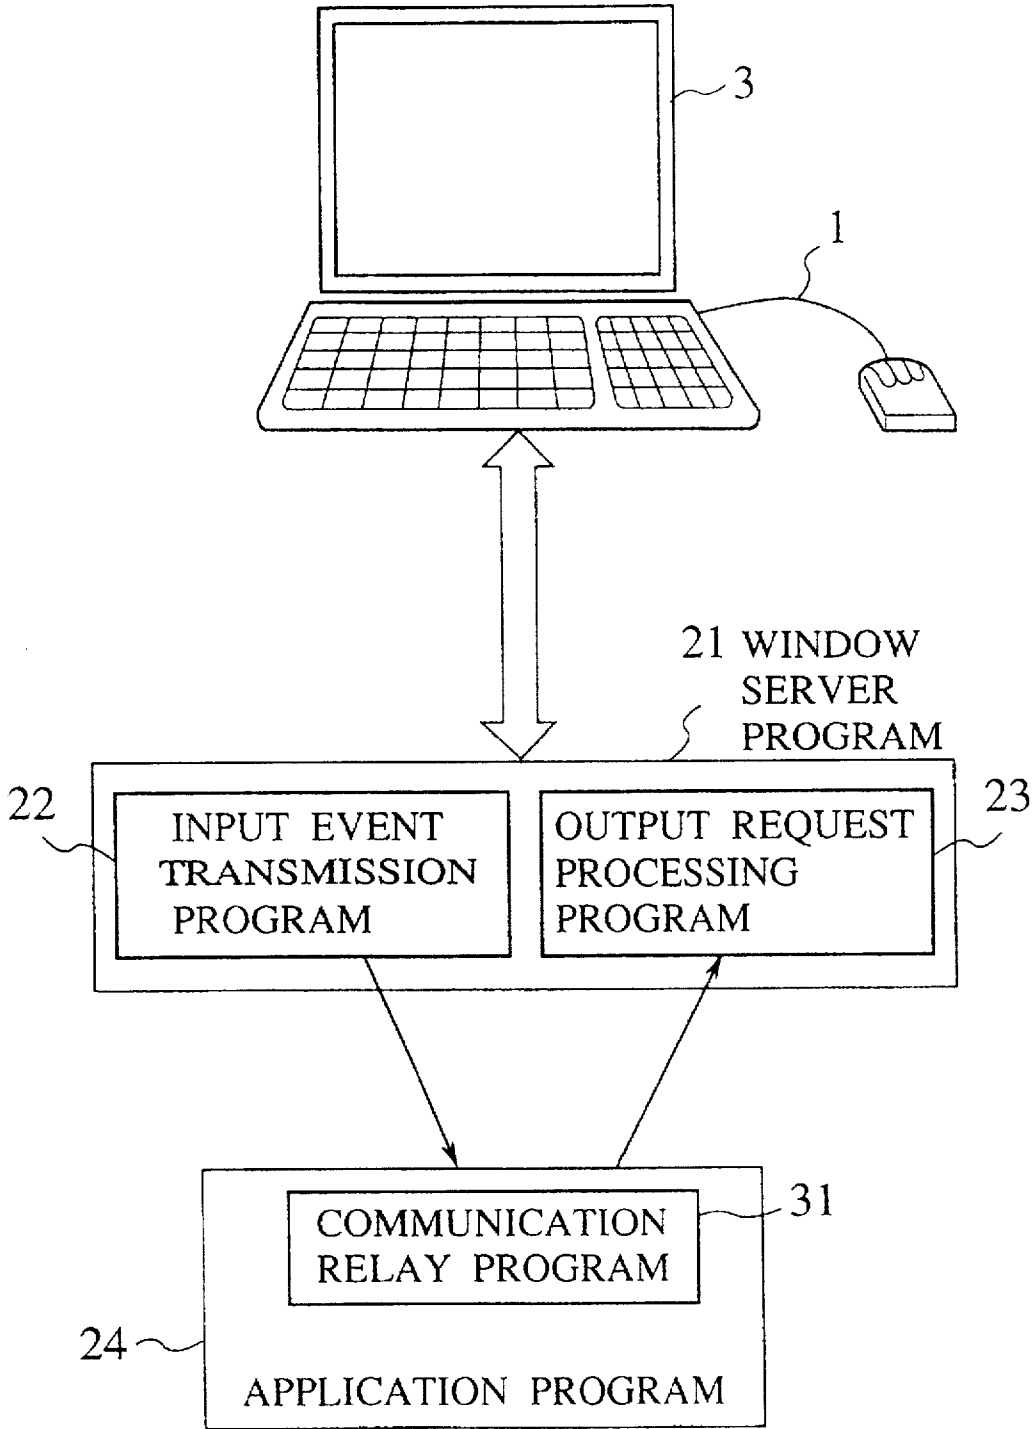 3
1
21 WINDOW
SERVER
PROGRAM
22
INPUT EVENT
TRANSMISSION
PROGRAM
OUTPUT REQUEST
PROCESSING
PROGRAM
23
COMMUNICATION
RELAY PROGRAM
31
24
APPLICATION PROGRAM